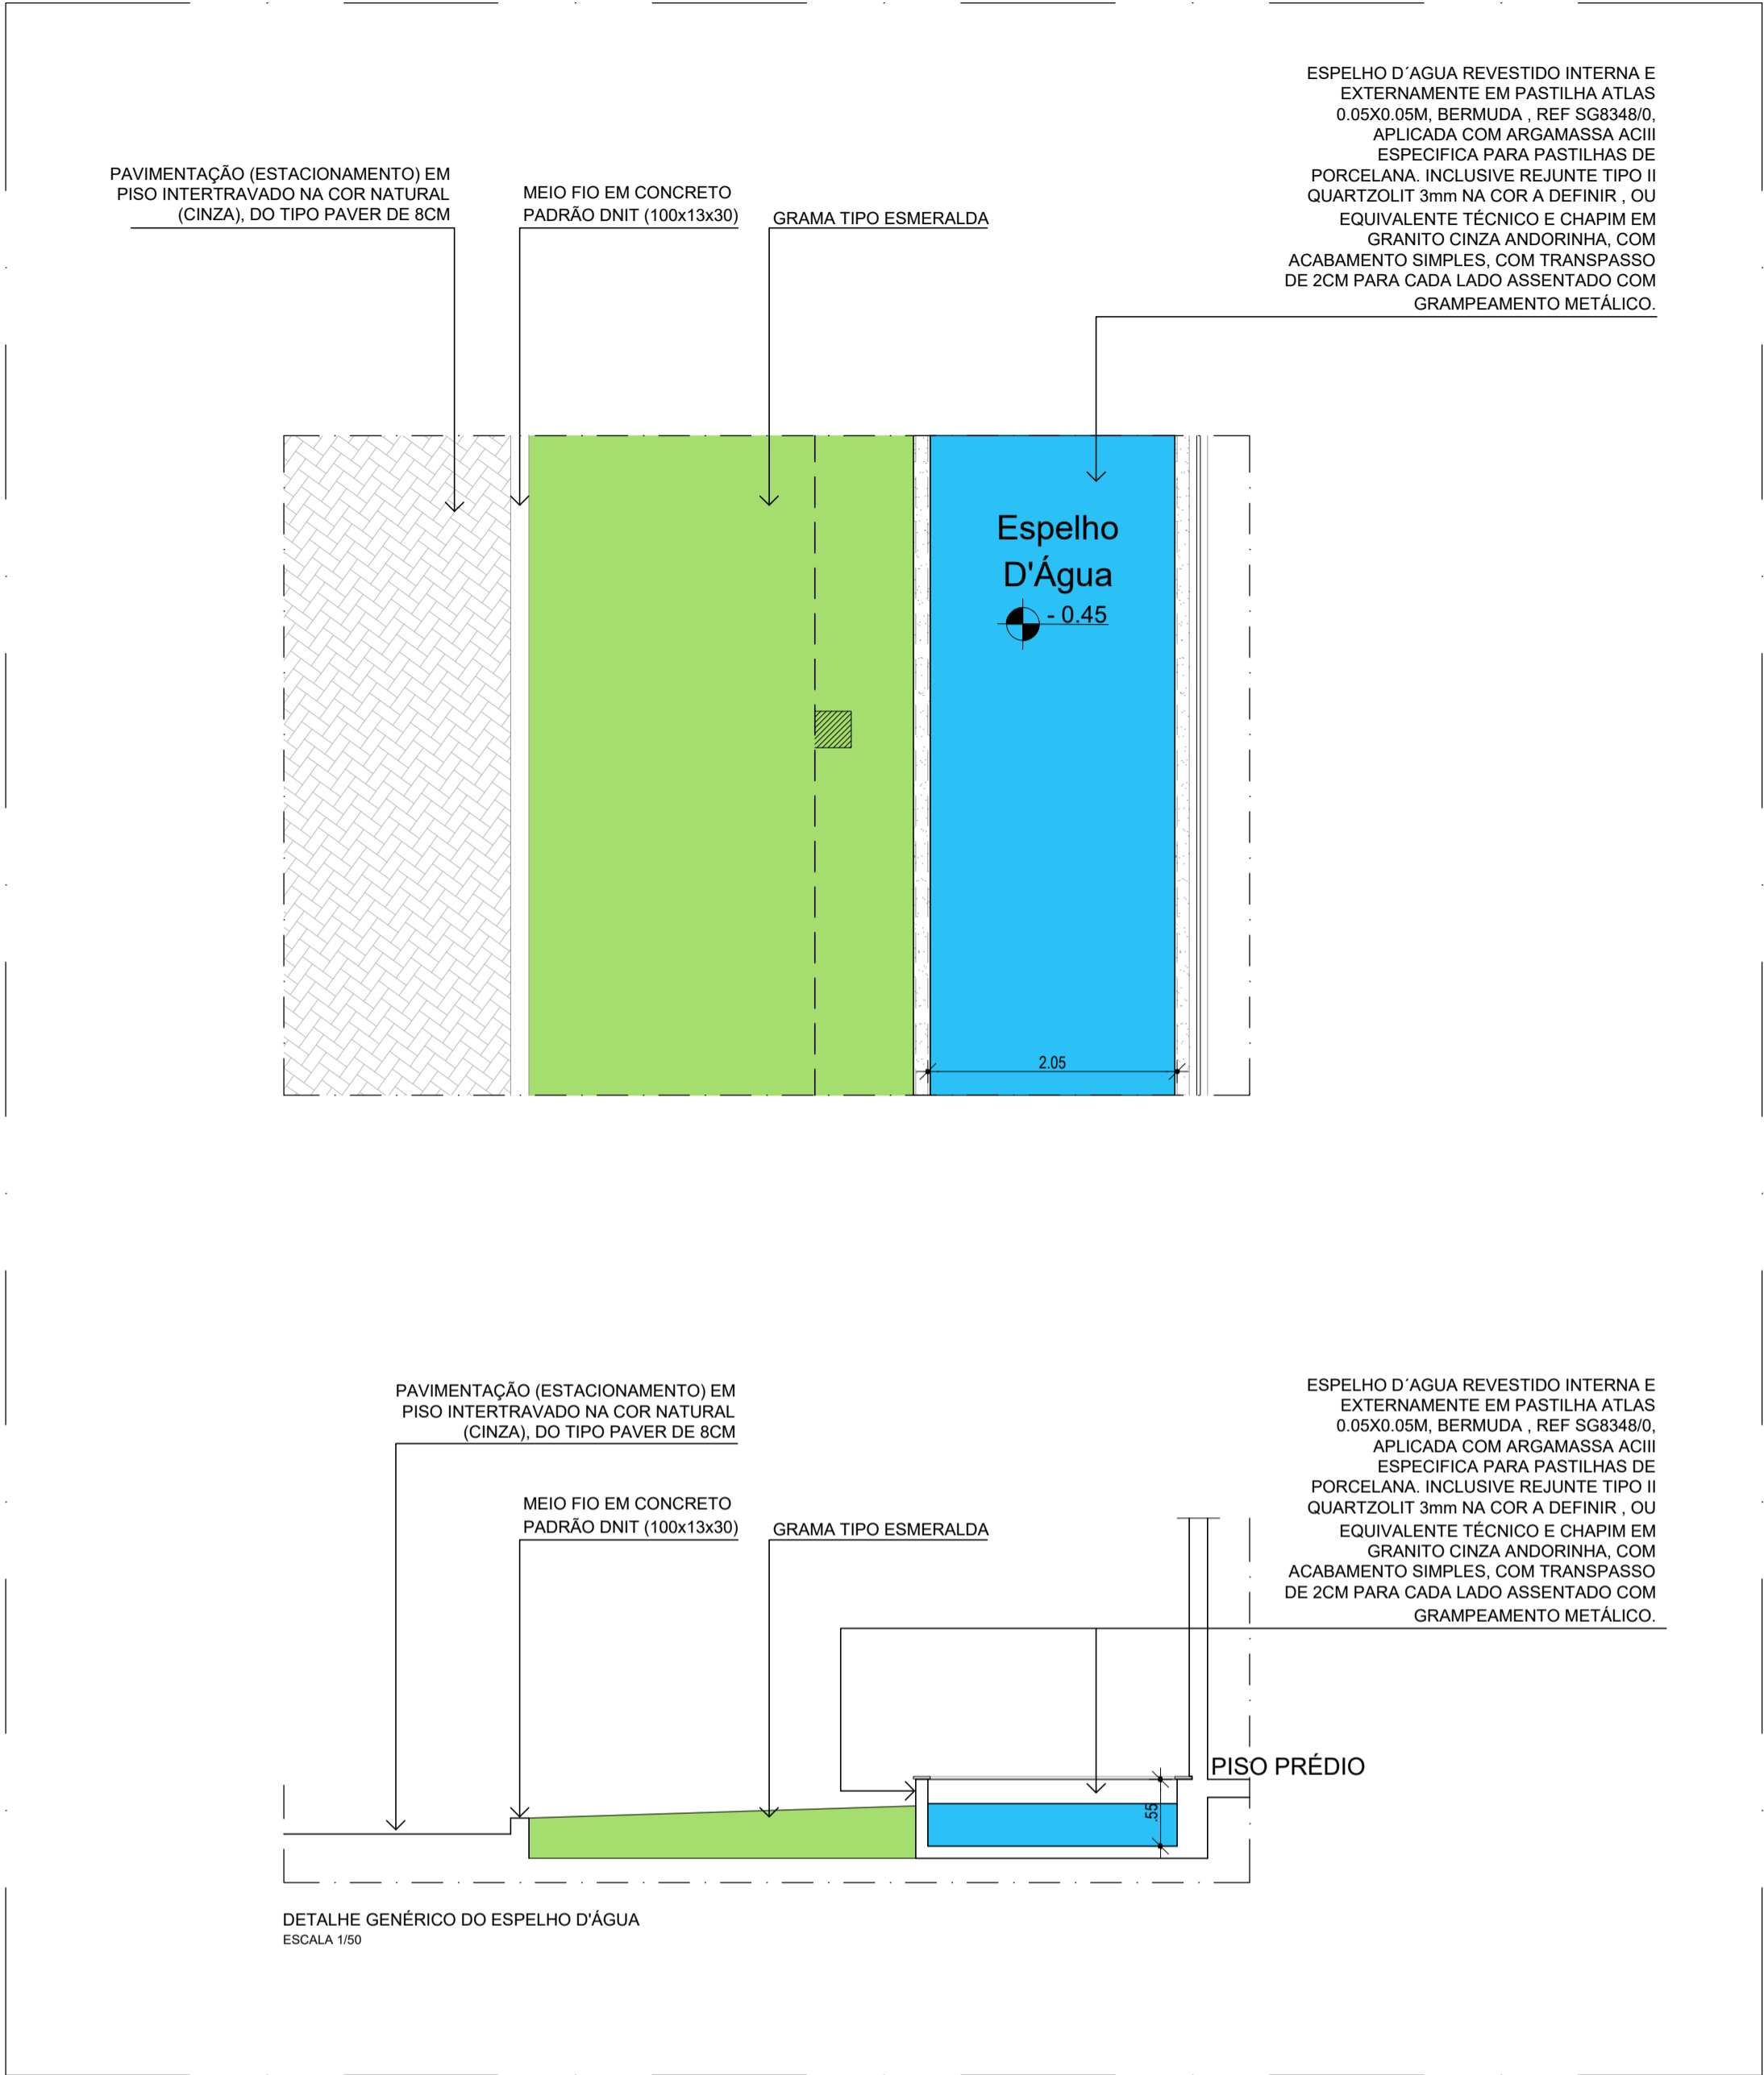 ESPELHO D´AGUA REVESTIDO INTERNA E
EXTERNAMENTE EM PASTILHA ATLAS
0.05X0.05M, BERMUDA , REF SG8348/0,
APLICADA COM ARGAMASSA ACIII
ESPECIFICA PARA PASTILHAS DE
PORCELANA. INCLUSIVE REJUNTE TIPO II
QUARTZOLIT 3mm NA COR A DEFINIR , OU
EQUIVALENTE TÉCNICO E CHAPIM EM
GRANITO CINZA ANDORINHA, COM
ACABAMENTO SIMPLES, COM TRANSPASSO
DE 2CM PARA CADA LADO ASSENTADO COM
GRAMPEAMENTO METÁLICO.
PAVIMENTAÇÃO (ESTACIONAMENTO) EM
PISO INTERTRAVADO NA COR NATURAL
(CINZA), DO TIPO PAVER DE 8CM
MEIO FIO EM CONCRETO
PADRÃO DNIT (100x13x30)
GRAMA TIPO ESMERALDA
Espelho
D'Água
- 0.45
2.05
PAVIMENTAÇÃO (ESTACIONAMENTO) EM
PISO INTERTRAVADO NA COR NATURAL
(CINZA), DO TIPO PAVER DE 8CM
MEIO FIO EM CONCRETO
PADRÃO DNIT (100x13x30)
GRAMA TIPO ESMERALDA
ESPELHO D´AGUA REVESTIDO INTERNA E
EXTERNAMENTE EM PASTILHA ATLAS
0.05X0.05M, BERMUDA , REF SG8348/0,
APLICADA COM ARGAMASSA ACIII
ESPECIFICA PARA PASTILHAS DE
PORCELANA. INCLUSIVE REJUNTE TIPO II
QUARTZOLIT 3mm NA COR A DEFINIR , OU
EQUIVALENTE TÉCNICO E CHAPIM EM
GRANITO CINZA ANDORINHA, COM
ACABAMENTO SIMPLES, COM TRANSPASSO
DE 2CM PARA CADA LADO ASSENTADO COM
GRAMPEAMENTO METÁLICO.
PISO PRÉDIO
.55
DETALHE GENÉRICO DO ESPELHO D'ÁGUA
ESCALA 1/50